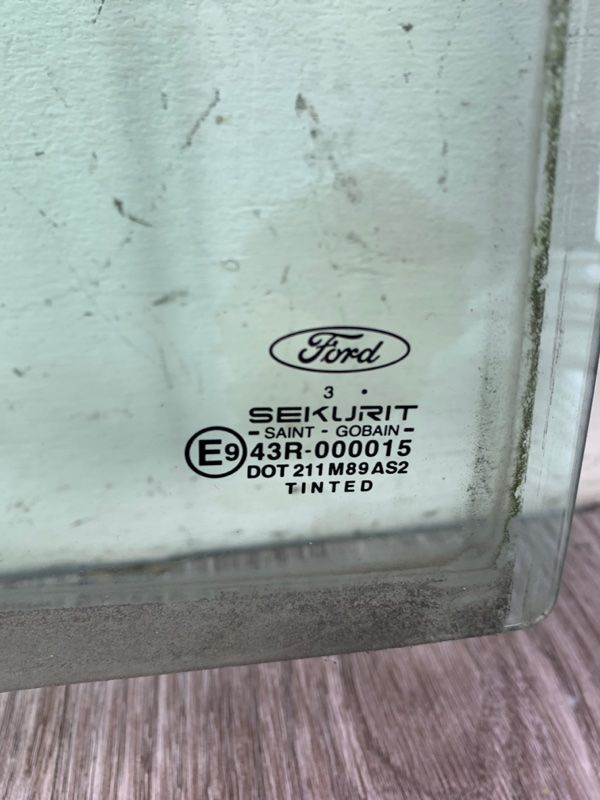 Ford
3 .
SEKURIT
- SAINT - GOBAIN -
E9 43R-000015
DOT 211 M89 AS2
TINTED